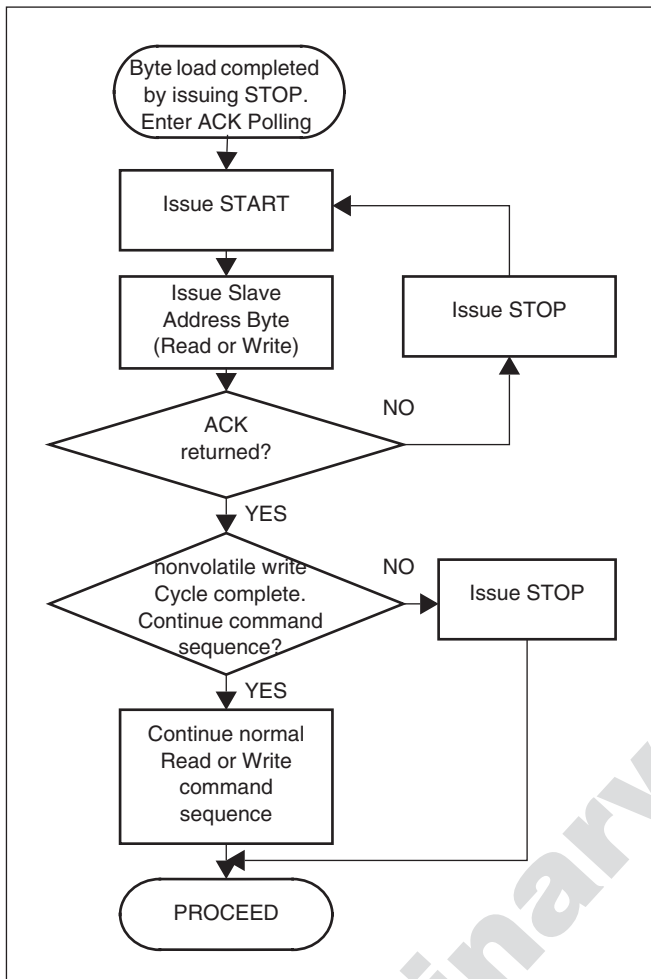 Byte load completed
by issuing STOP.
Enter ACK Polling
Issue START
Issue Slave
Address Byte
(Read or Write)
Issue STOP
ACK
returned?
NO
YES
nonvolatile write
Cycle complete.
Continue command
sequence?
NO
Issue STOP
YES
Continue normal
Read or Write
command
sequence
PROCEED